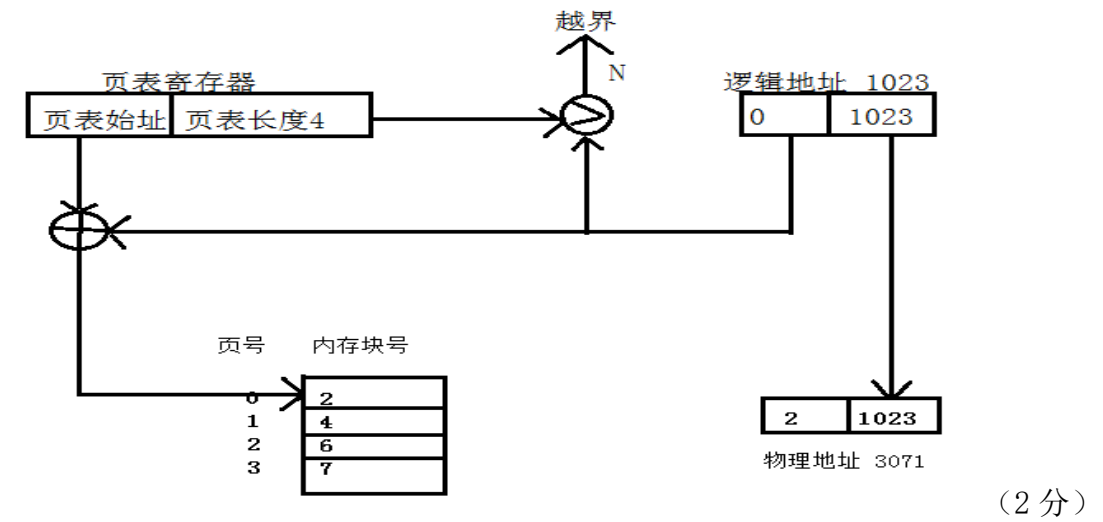 越界
N
页表寄存器
页表始址 页表长度4
逻辑地址 1023
0 1023
页号 内存块号
0 2
1 4
2 6
3 7
2 1023
物理地址 3071
（2 分）